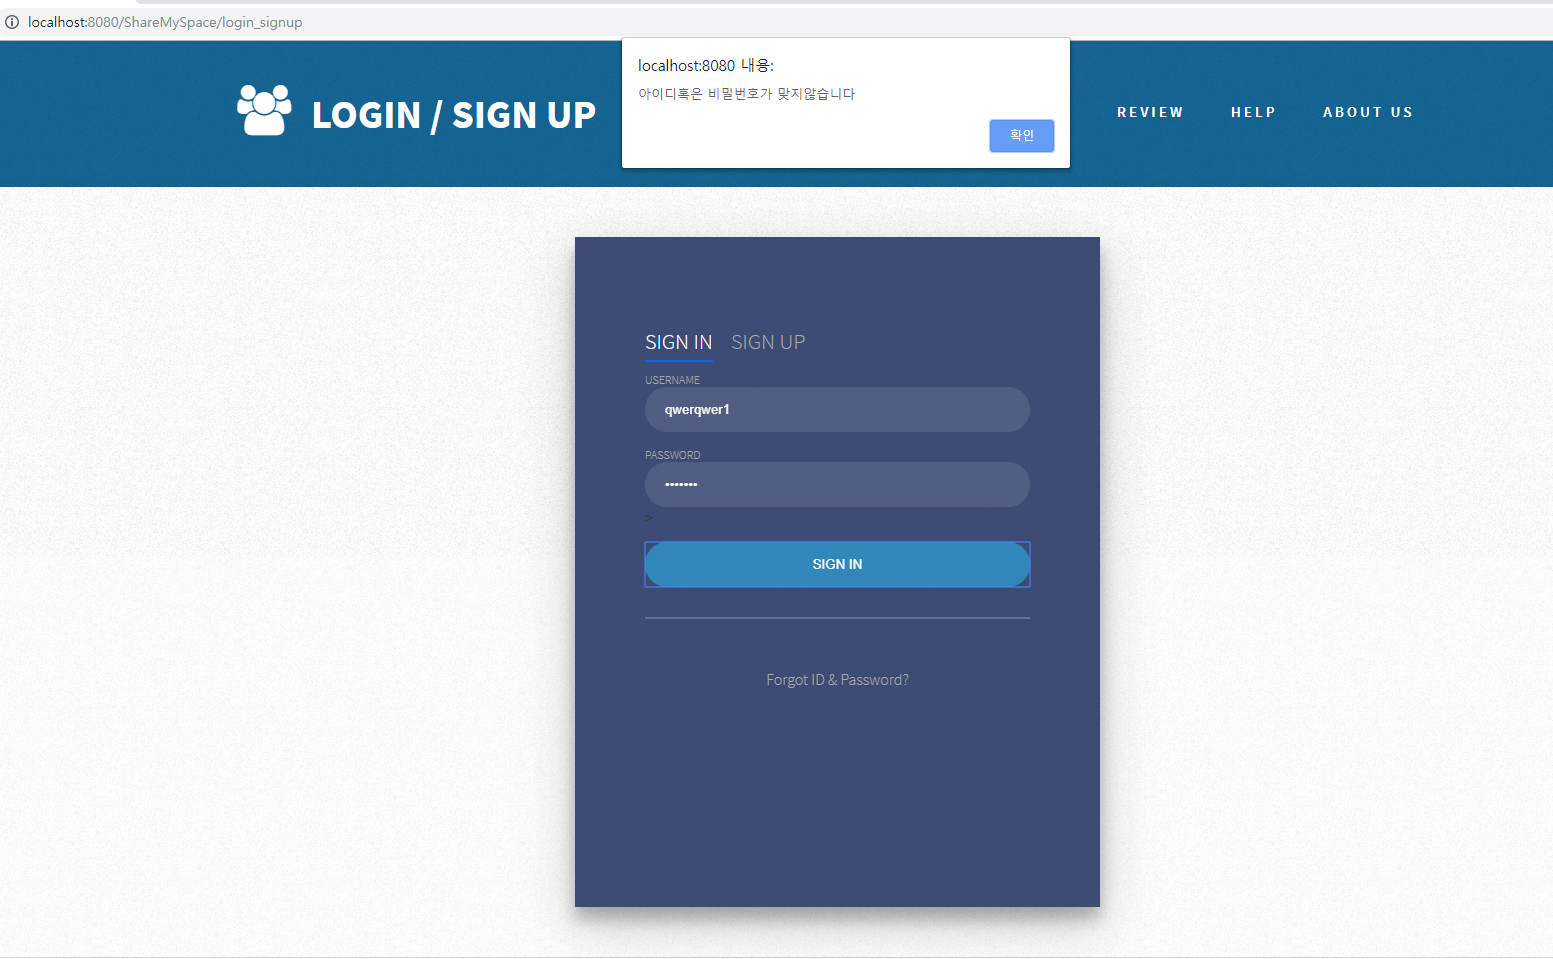 localhost:8080/ShareMySpace/login_signup
localhost:8080 내용:
아이디혹은 비밀번호가 맞지않습니다
확인
LOGIN / SIGN UP
REVIEW HELP ABOUT US
SIGN IN SIGN UP
USERNAME
qwerqwer1
PASSWORD
•••••••
>
SIGN IN
Forgot ID & Password?